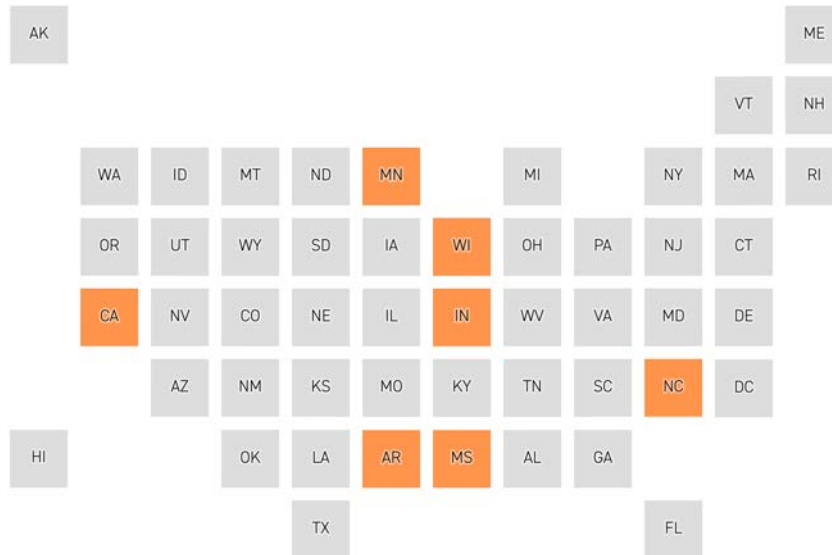 AK ME
VT NH
WA ID MT ND MN MI NY MA RI
OR UT WY SD IA WI OH PA NJ CT
CA NV CO NE IL IN WV VA MD DE
AZ NM KS MO KY TN SC NC DC
HI OK LA AR MS AL GA
TX FL